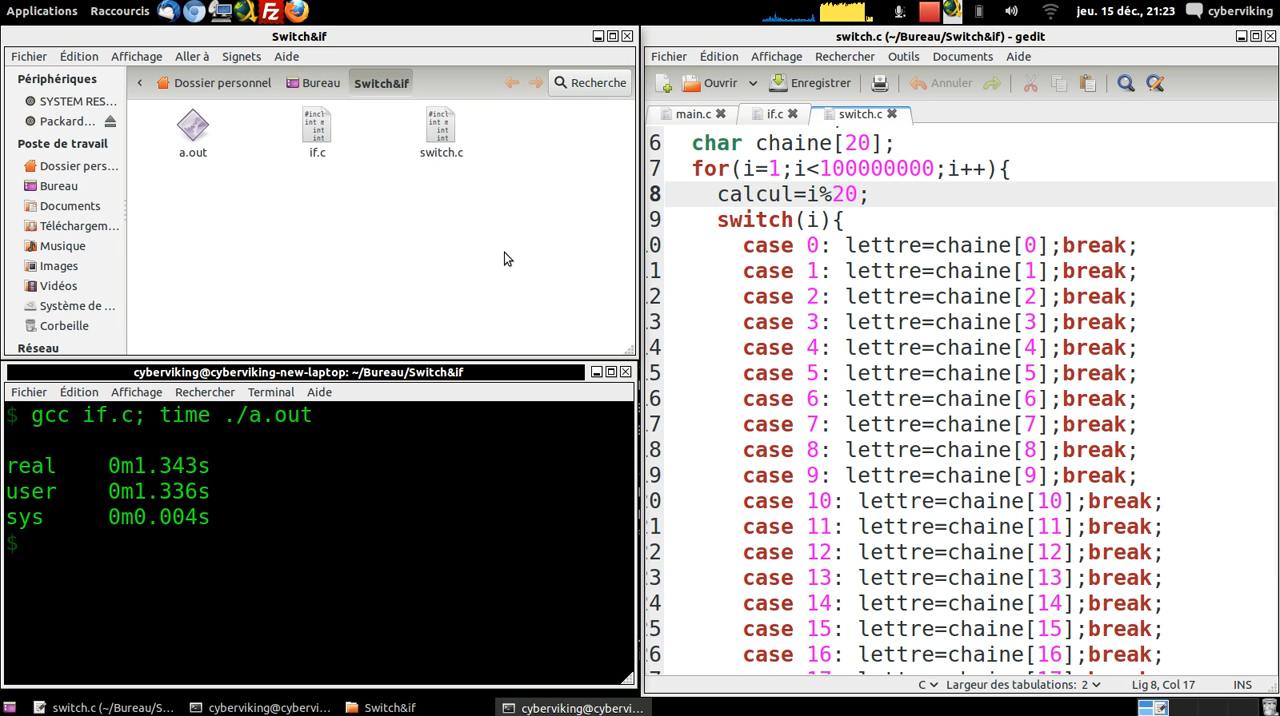 Applications Raccourcis
jeu. 15 déc., 21:23 cyberviking
Switch&if
Fichier Édition Affichage Aller à Signets Aide
Périphériques
SYSTEM RES...
Packard...
Poste de travail
Dossier pers...
Bureau
Documents
Téléchargem...
Musique
Images
Vidéos
Système de ...
Corbeille
Réseau
Dossier personnel Bureau Switch&if Recherche
a.out if.c switch.c
cyberviking@cyberviking-new-laptop: ~/Bureau/Switch&if
Fichier Édition Affichage Rechercher Terminal Aide
$ gcc if.c; time ./a.out
real 0m1.343s
user 0m1.336s
sys 0m0.004s
$
switch.c (~/Bureau/Switch&if) - gedit
Fichier Édition Affichage Rechercher Outils Documents Aide
Ouvrir Enregistrer Annuler
main.c if.c switch.c
6 char chaine[20];
7 for(i=1;i<100000000;i++){
8 calcul=i%20;
9 switch(i){
0 case 0: lettre=chaine[0];break;
1 case 1: lettre=chaine[1];break;
2 case 2: lettre=chaine[2];break;
3 case 3: lettre=chaine[3];break;
4 case 4: lettre=chaine[4];break;
5 case 5: lettre=chaine[5];break;
6 case 6: lettre=chaine[6];break;
7 case 7: lettre=chaine[7];break;
8 case 8: lettre=chaine[8];break;
9 case 9: lettre=chaine[9];break;
0 case 10: lettre=chaine[10];break;
1 case 11: lettre=chaine[11];break;
2 case 12: lettre=chaine[12];break;
3 case 13: lettre=chaine[13];break;
4 case 14: lettre=chaine[14];break;
5 case 15: lettre=chaine[15];break;
6 case 16: lettre=chaine[16];break;
C Largeur des tabulations: 2 Lig 8, Col 17 INS
switch.c (~/Bureau/S... cyberviking@cybervi... Switch&if cyberviking@cybervi...